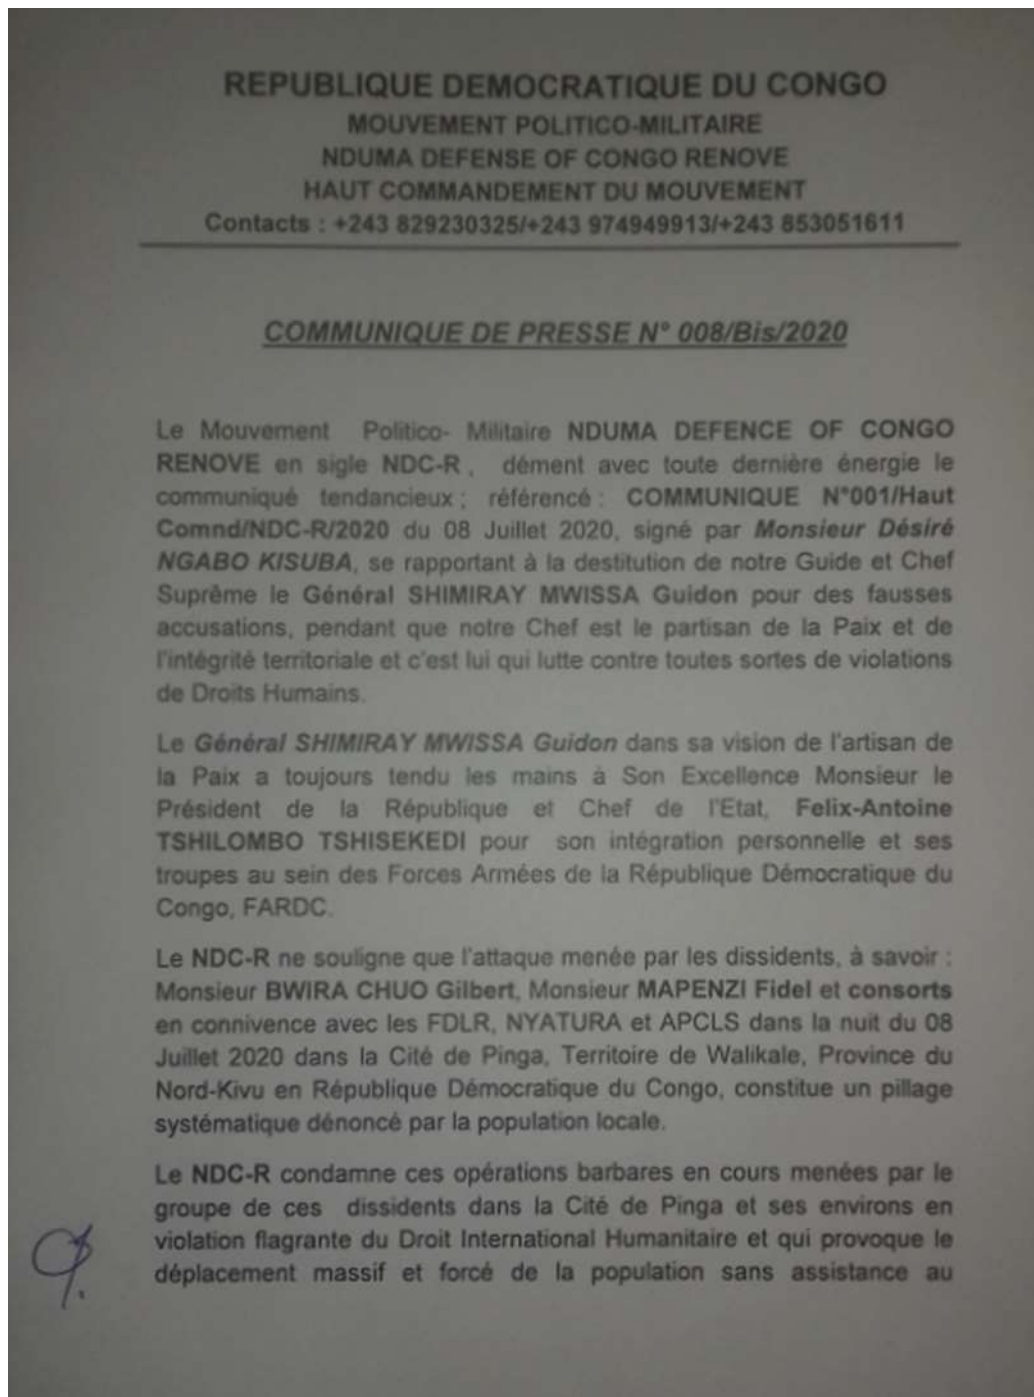 REPUBLIQUE DEMOCRATIQUE DU CONGO
MOUVEMENT POLITICO-MILITAIRE
NDUMA DEFENSE OF CONGO RENOVE
HAUT COMMANDEMENT DU MOUVEMENT
Contacts : +243 829230325/+243 974949913/+243 853051611
COMMUNIQUE DE PRESSE N° 008/Bis/2020
Le Mouvement Politico- Militaire NDUMA DEFENCE OF CONGO
RENOVE en sigle NDC-R , dément avec toute dernière énergie le
communiqué tendancieux ; référencé : COMMUNIQUE N°001/Haut
Comnd/NDC-R/2020 du 08 Juillet 2020, signé par Monsieur Désiré
NGABO KISUBA, se rapportant à la destitution de notre Guide et Chef
Suprême le Général SHIMIRAY MWISSA Guidon pour des fausses
accusations, pendant que notre Chef est le partisan de la Paix et de
l'intégrité territoriale et c'est lui qui lutte contre toutes sortes de violations
de Droits Humains.
Le Général SHIMIRAY MWISSA Guidon dans sa vision de l'artisan de
la Paix a toujours tendu les mains à Son Excellence Monsieur le
Président de la République et Chef de l'Etat, Felix-Antoine
TSHILOMBO TSHISEKEDI pour son intégration personnelle et ses
troupes au sein des Forces Armées de la République Démocratique du
Congo, FARDC.
Le NDC-R ne souligne que l'attaque menée par les dissidents, à savoir :
Monsieur BWIRA CHUO Gilbert, Monsieur MAPENZI Fidel et consorts
en connivence avec les FDLR, NYATURA et APCLS dans la nuit du 08
Juillet 2020 dans la Cité de Pinga, Territoire de Walikale, Province du
Nord-Kivu en République Démocratique du Congo, constitue un pillage
systématique dénoncé par la population locale.
Le NDC-R condamne ces opérations barbares en cours menées par le
groupe de ces dissidents dans la Cité de Pinga et ses environs en
violation flagrante du Droit International Humanitaire et qui provoque le
déplacement massif et forcé de la population sans assistance au